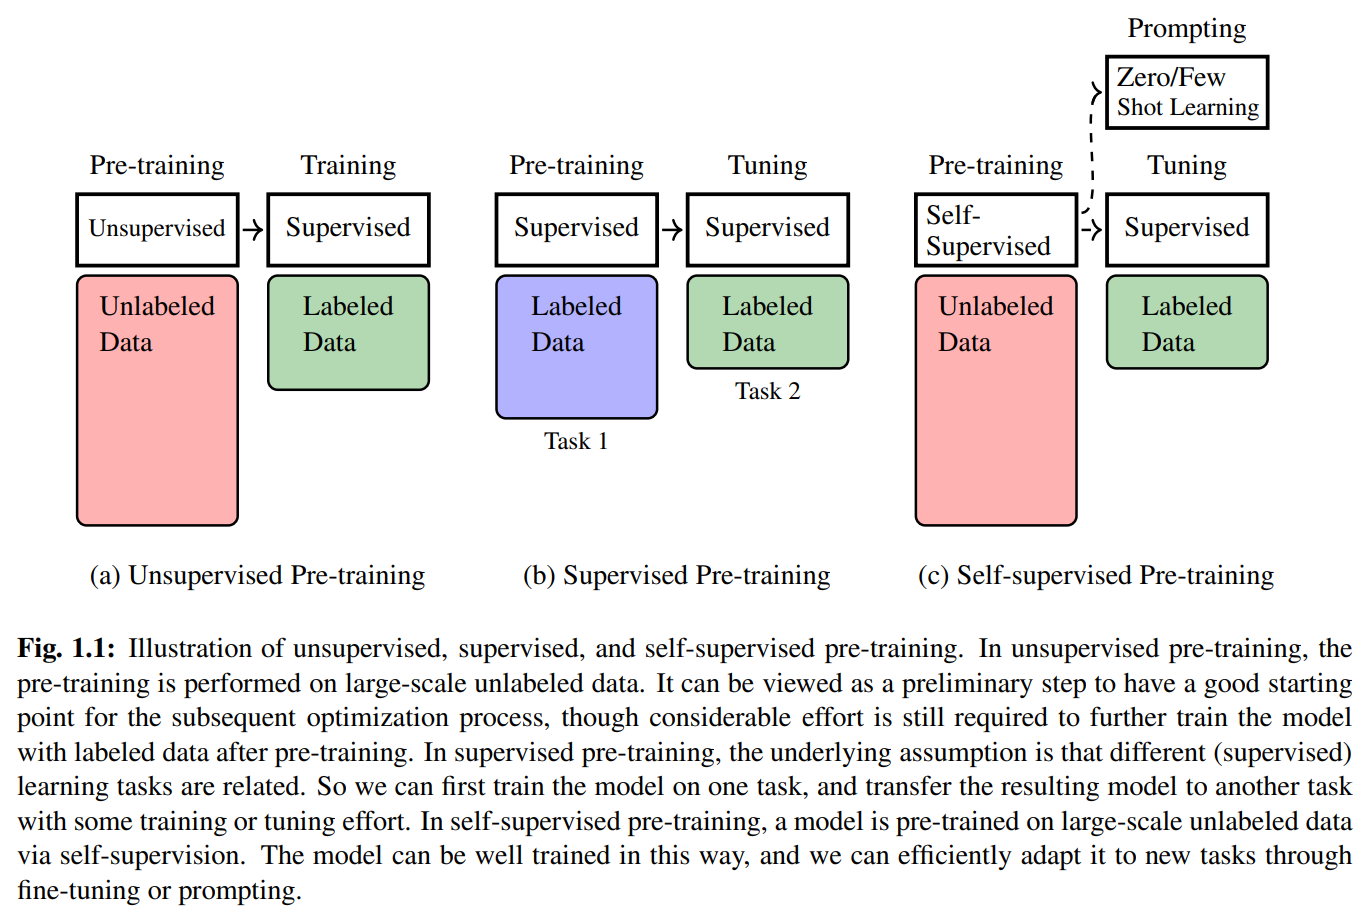 Prompting
Zero/Few
Shot Learning
Pre-training
Training
Pre-training
Tuning
Pre-training
Tuning
Unsupervised
Supervised
Supervised
Supervised
Self-
Supervised
Supervised
Unlabeled
Data
Labeled
Data
Labeled
Data
Labeled
Data
Unlabeled
Data
Labeled
Data
Task 2
Task 1
(a) Unsupervised Pre-training
(b) Supervised Pre-training
(c) Self-supervised Pre-training
Fig. 1.1: Illustration of unsupervised, supervised, and self-supervised pre-training. In unsupervised pre-training, the
pre-training is performed on large-scale unlabeled data. It can be viewed as a preliminary step to have a good starting
point for the subsequent optimization process, though considerable effort is still required to further train the model
with labeled data after pre-training. In supervised pre-training, the underlying assumption is that different (supervised)
learning tasks are related. So we can first train the model on one task, and transfer the resulting model to another task
with some training or tuning effort. In self-supervised pre-training, a model is pre-trained on large-scale unlabeled data
via self-supervision. The model can be well trained in this way, and we can efficiently adapt it to new tasks through
fine-tuning or prompting.